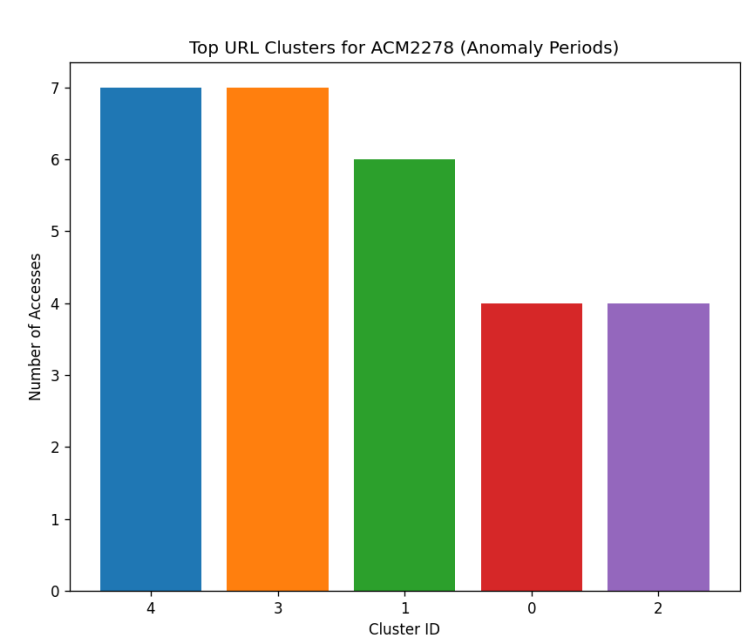 Top URL Clusters for ACM2278 (Anomaly Periods)
Number of Accesses
7
6
5
4
3
2
1
0
4 3 1 0 2
Cluster ID